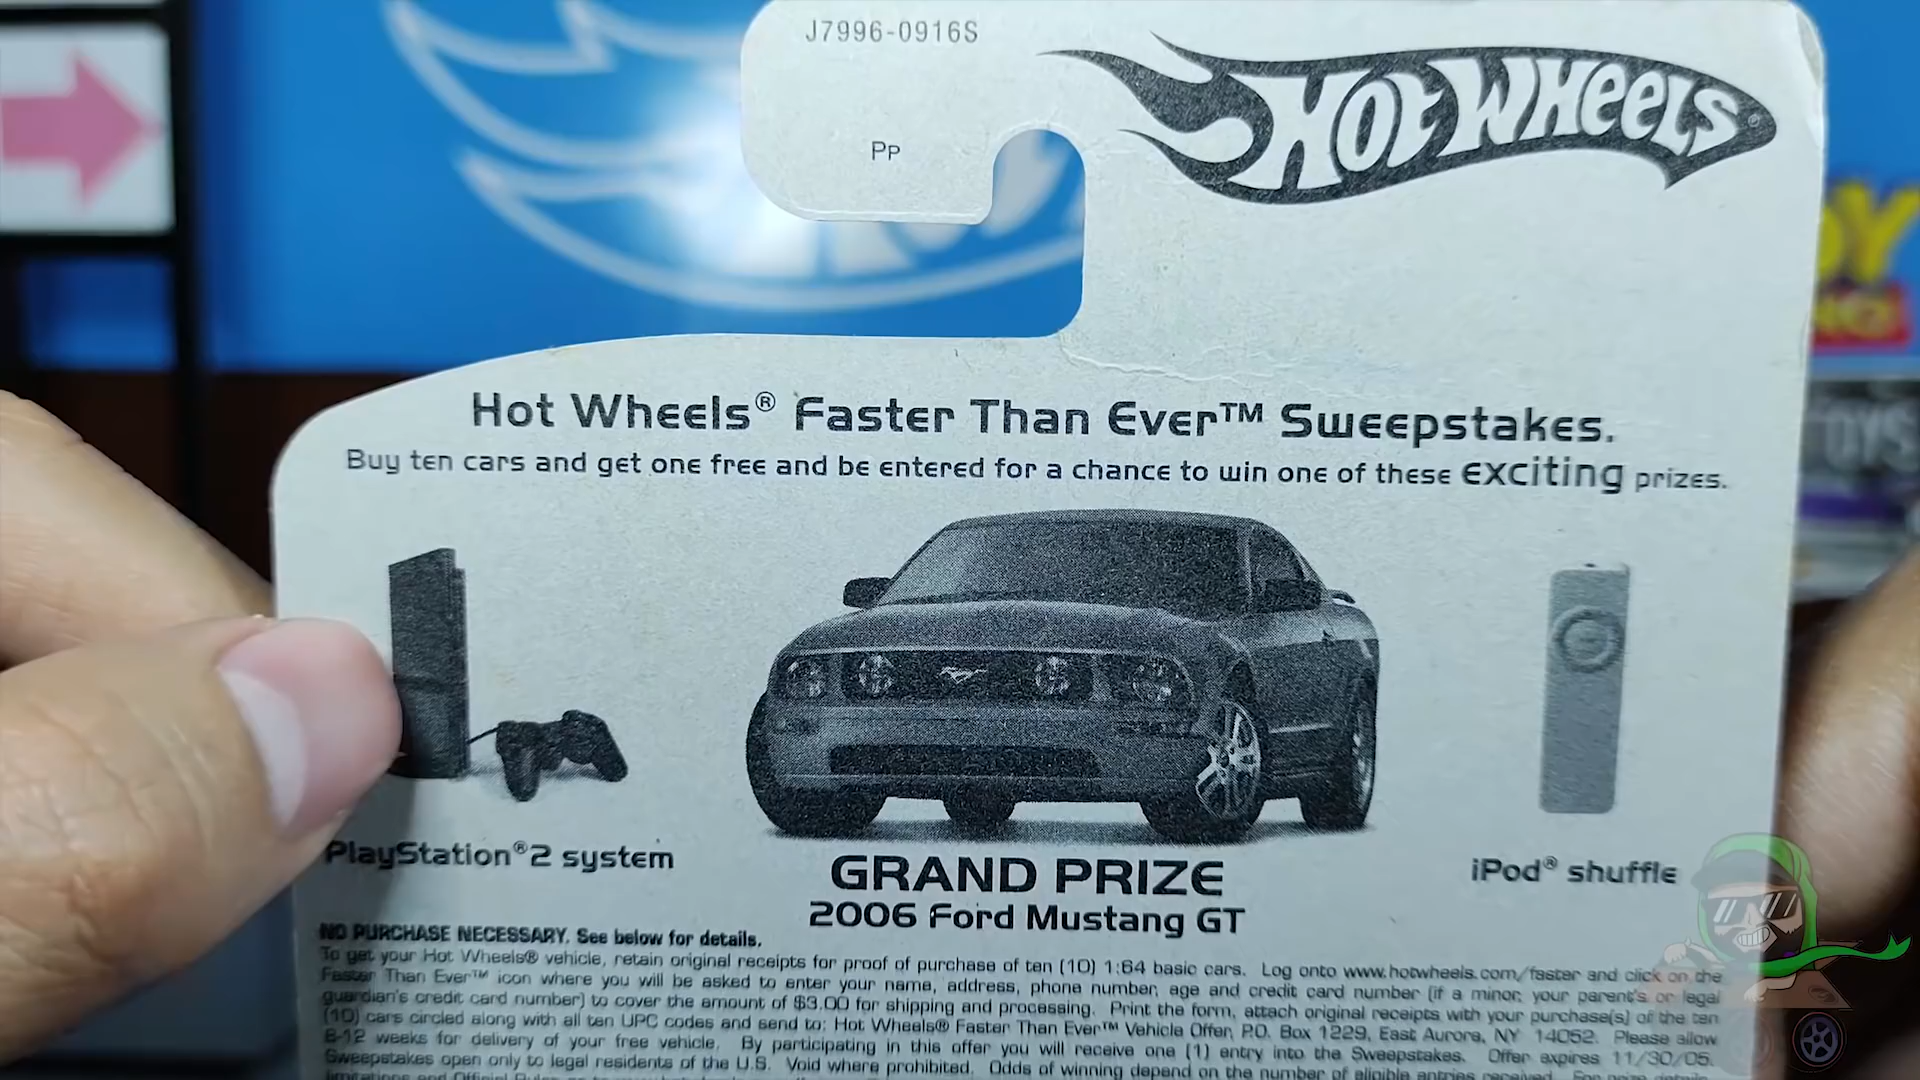 J7996-0916S
Pp
HOT WHEELS
Hot Wheels® Faster Than Ever™ Sweepstakes.
Buy ten cars and get one free and be entered for a chance to win one of these exciting prizes.
PlayStation®2 system
GRAND PRIZE
2006 Ford Mustang GT
iPod® shuffle
NO PURCHASE NECESSARY. See below for details.
To get your Hot Wheels® vehicle, retain original receipts for proof of purchase of ten (10) 1:64 basic cars. Log onto www.hotwheels.com/faster and click on the
Faster Than Ever™ icon where you will be asked to enter your name, address, phone number, age and credit card number (if a minor, your parent's or legal
guardian's credit card number) to cover the amount of $3.00 for shipping and processing. Print the form, attach original receipts with your purchase(s) of the ten
(10) cars circled along with all ten UPC codes and send to: Hot Wheels® Faster Than Ever™ Vehicle Offer, P.O. Box 1229, East Aurora, NY 14052. Please allow
8-12 weeks for delivery of your free vehicle. By participating in this offer you will receive one (1) entry into the Sweepstakes. Offer expires 11/30/05.
Sweepstakes open only to legal residents of the U.S. Void where prohibited. Odds of winning depend on the number of eligible entries received.